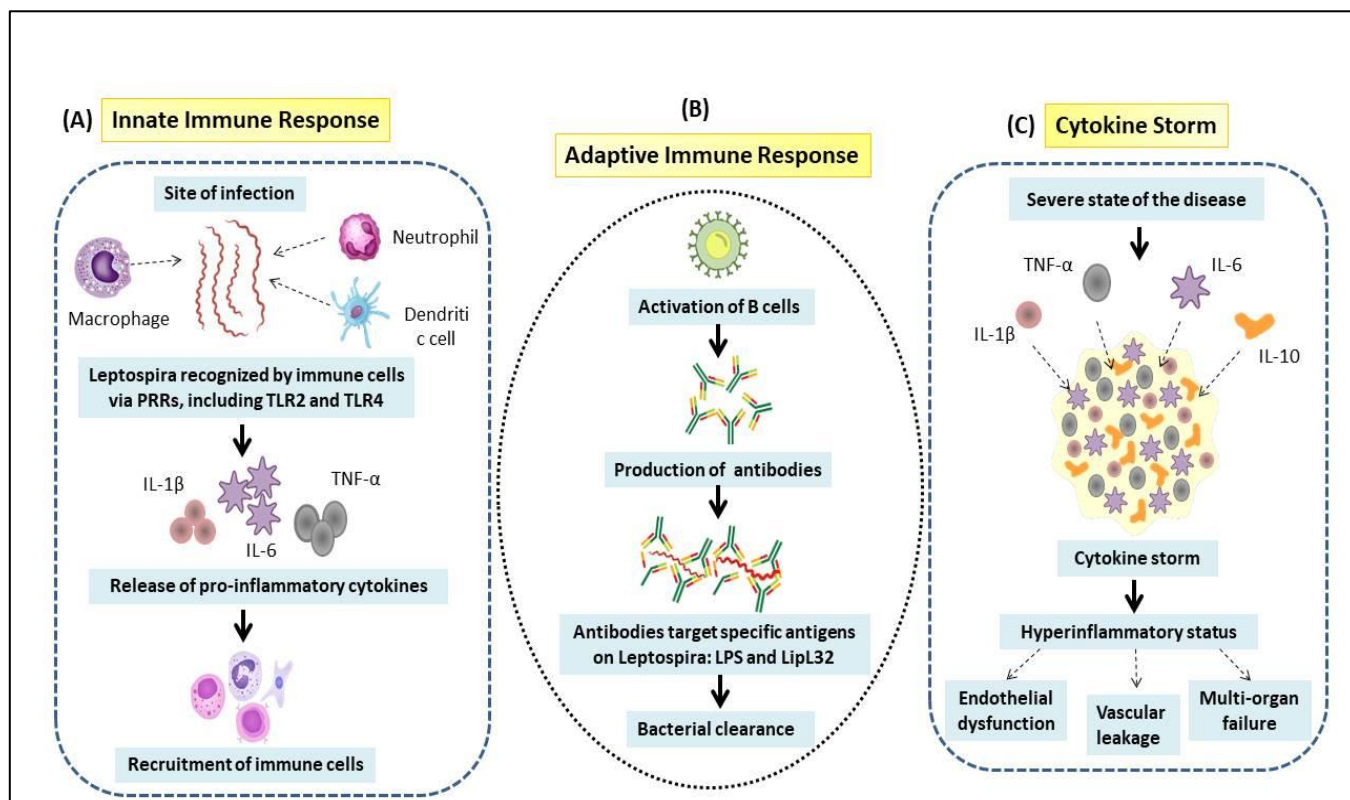 (A) Innate Immune Response
Site of infection
Macrophage
Neutrophil
Dendriti
c cell
Leptospira recognized by immune cells
via PRRs, including TLR2 and TLR4
IL-1β
IL-6
TNF-α
Release of pro-inflammatory cytokines
Recruitment of immune cells
(B)
Adaptive Immune Response
Activation of B cells
Production of antibodies
Antibodies target specific antigens
on Leptospira: LPS and LipL32
Bacterial clearance
(C) Cytokine Storm
Severe state of the disease
TNF-α
IL-6
IL-1β
IL-10
Cytokine storm
Hyperinflammatory status
Endothelial
dysfunction
Vascular
leakage
Multi-organ
failure